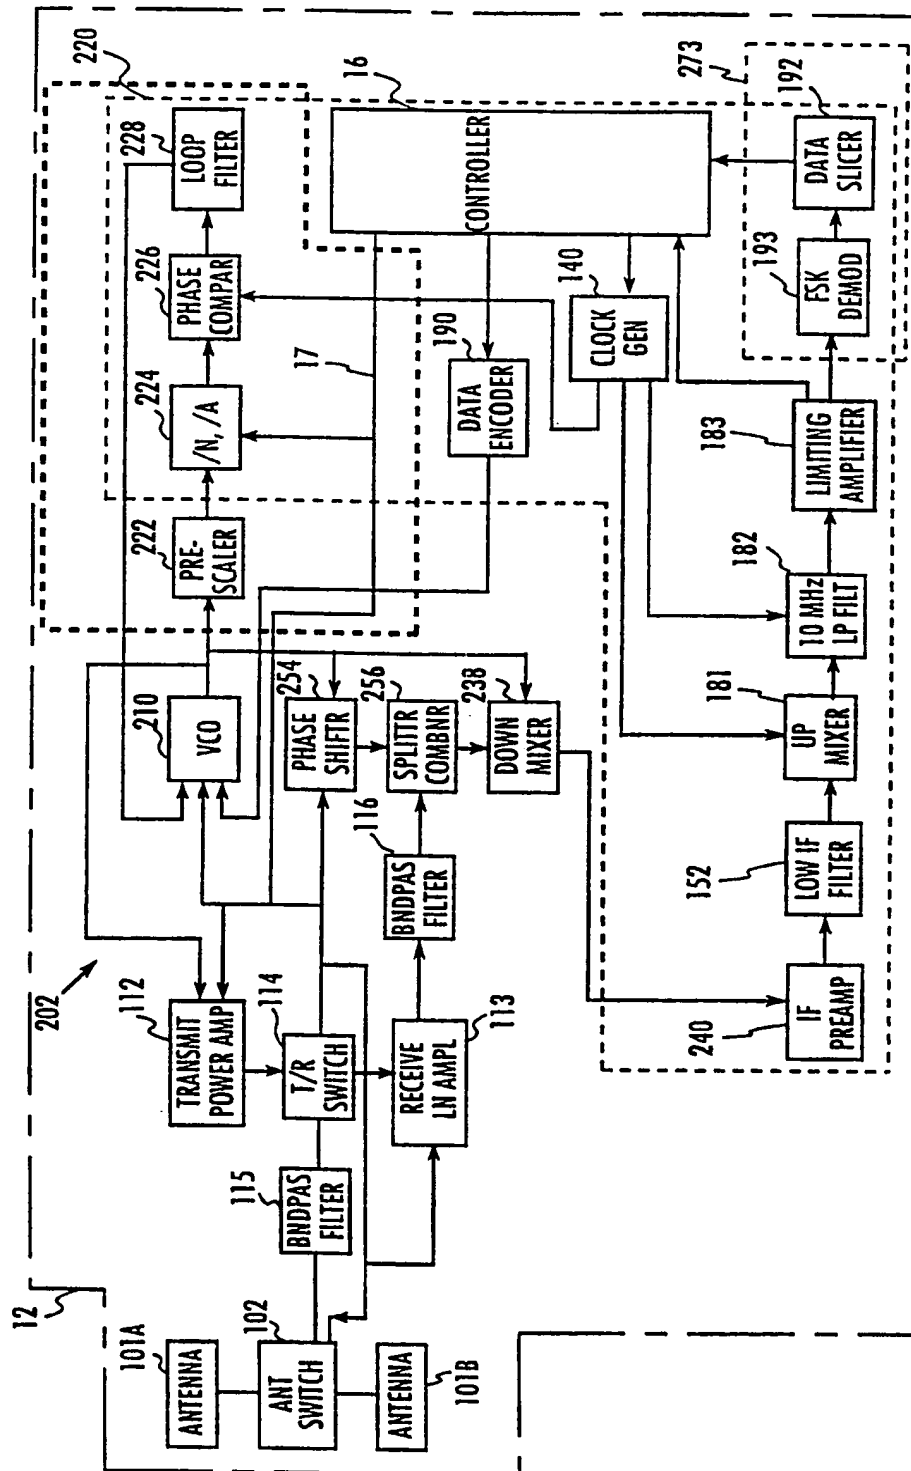 12
202
220
101A
ANTENNA
102
ANT
SWITCH
ANTENNA
101B
115
BNDPAS
FILTER
112
TRANSMIT
POWER AMP
114
T/R
SWITCH
RECEIVE
LN AMPL
113
116
BNDPAS
FILTER
210
VCO
254
PHASE
SHIFTR
256
SPLITTR
COMBNR
238
DOWN
MIXER
222
PRE-
SCALER
224
/N, /A
226
PHASE
COMPAR
228
LOOP
FILTER
17
190
DATA
ENCODER
140
CLOCK
GEN
16
CONTROLLER
240
IF
PREAMP
152
LOW IF
FILTER
181
UP
MIXER
182
10 MHz
LP FILT
183
LIMITING
AMPLIFIER
193
FSK
DEMOD
192
DATA
SLICER
273